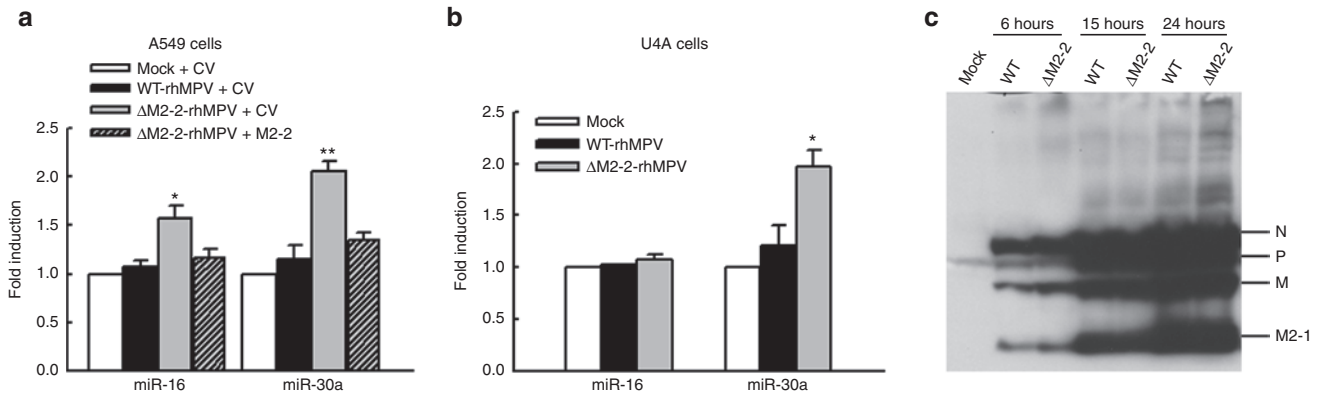 a
A549 cells
Mock + CV
WT-rhMPV + CV
ΔM2-2-rhMPV + CV
ΔM2-2-rhMPV + M2-2
Fold induction
2.5
2.0
1.5
1.0
0.5
0.0
*
**
miR-16
miR-30a
b
U4A cells
Mock
WT-rhMPV
ΔM2-2-rhMPV
Fold induction
2.5
2.0
1.5
1.0
0.5
0.0
*
miR-16
miR-30a
c
6 hours
15 hours
24 hours
Mock
WT
ΔM2-2
WT
ΔM2-2
WT
ΔM2-2
N
P
M
M2-1